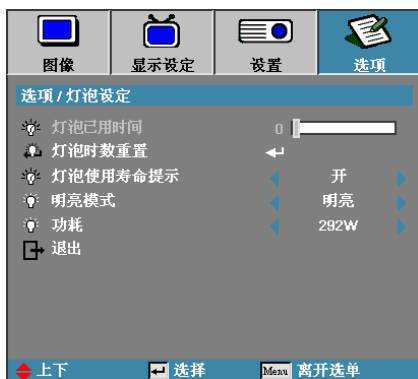 图像 显示设定 设置 选项
选项 / 灯泡设定
灯泡已用时间 0
灯泡时数重置
灯泡使用寿命提示 开
明亮模式 明亮
功耗 292W
退出
上下 选择 Menu 离开选单